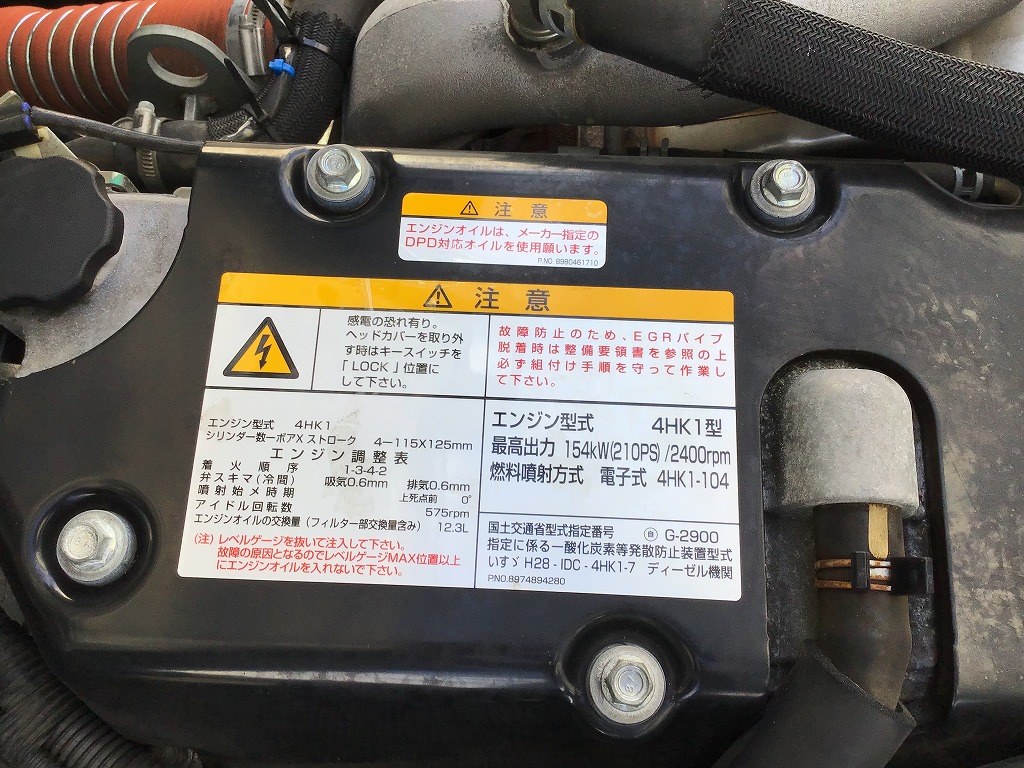 注意
エンジンオイルは、メーカー指定の
DPD対応オイルを使用願います。
P.NO. 8980461710
注意
感電の恐れ有り。
ヘッドカバーを取り外
す時はキースイッチを
「LOCK」位置に
して下さい。
故障防止のため、EGRパイプ
脱着時は整備要領書を参照の上
必ず組付け手順を守って作業し
て下さい。
エンジン型式 4HK1
シリンダー数−ボアX ストローク 4−115X125mm
エンジン調整表
着火順序 1-3-4-2
弁スキマ(冷間) 吸気0.6mm 排気0.6mm
噴射始メ時期 上死点前 0°
アイドル回転数 575rpm
エンジンオイルの交換量(フィルター部交換量含み) 12.3L
(注)レベルゲージを抜いて注入して下さい。
故障の原因となるのでレベルゲージMAX位置以上
にエンジンオイルを入れないで下さい。
エンジン型式 4HK1型
最高出力 154kW(210PS)/2400rpm
燃料噴射方式 電子式 4HK1-104
国土交通省型式指定番号 ㊀自 G-2900
指定に係る一酸化炭素等発散防止装置型式
いすゞ H28-IDC-4HK1-7 ディーゼル機関
P.NO.8974894280